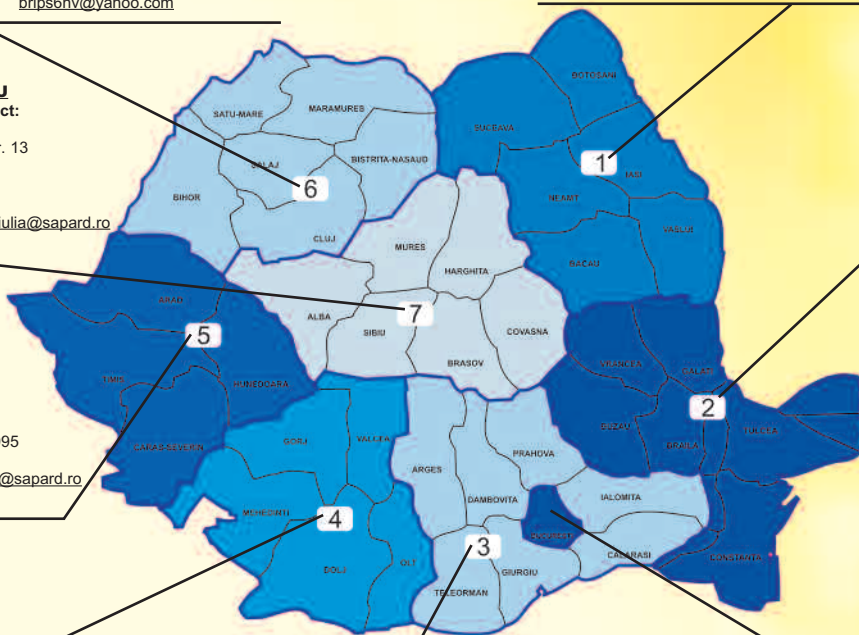 brips6nv@yahoo.com
U
ct:
r. 13
iulia@sapard.ro
095
@sapard.ro
BOTOSANI
SATU-MARE
MARAMURES
SUCEAVA
SALAJ
BISTRITA-NASAUD
1
IASI
6
BIHOR
NEAMT
CLUJ
VASLUI
MURES
BACAU
HARGHITA
ARAD
ALBA
7
SIBIU
COVASNA
5
BRASOV
VRANCEA
GALATI
TIMIS
HUNEDOARA
2
BUZAU
TULCEA
CARAS-SEVERIN
GORJ
VALCEA
BRAILA
PRAHOVA
ARGES
DAMBOVITA
IALOMITA
MEHEDINTI
4
BUCURESTI
3
CALARASI
CONSTANTA
DOLJ
OLT
GIURGIU
TELEORMAN